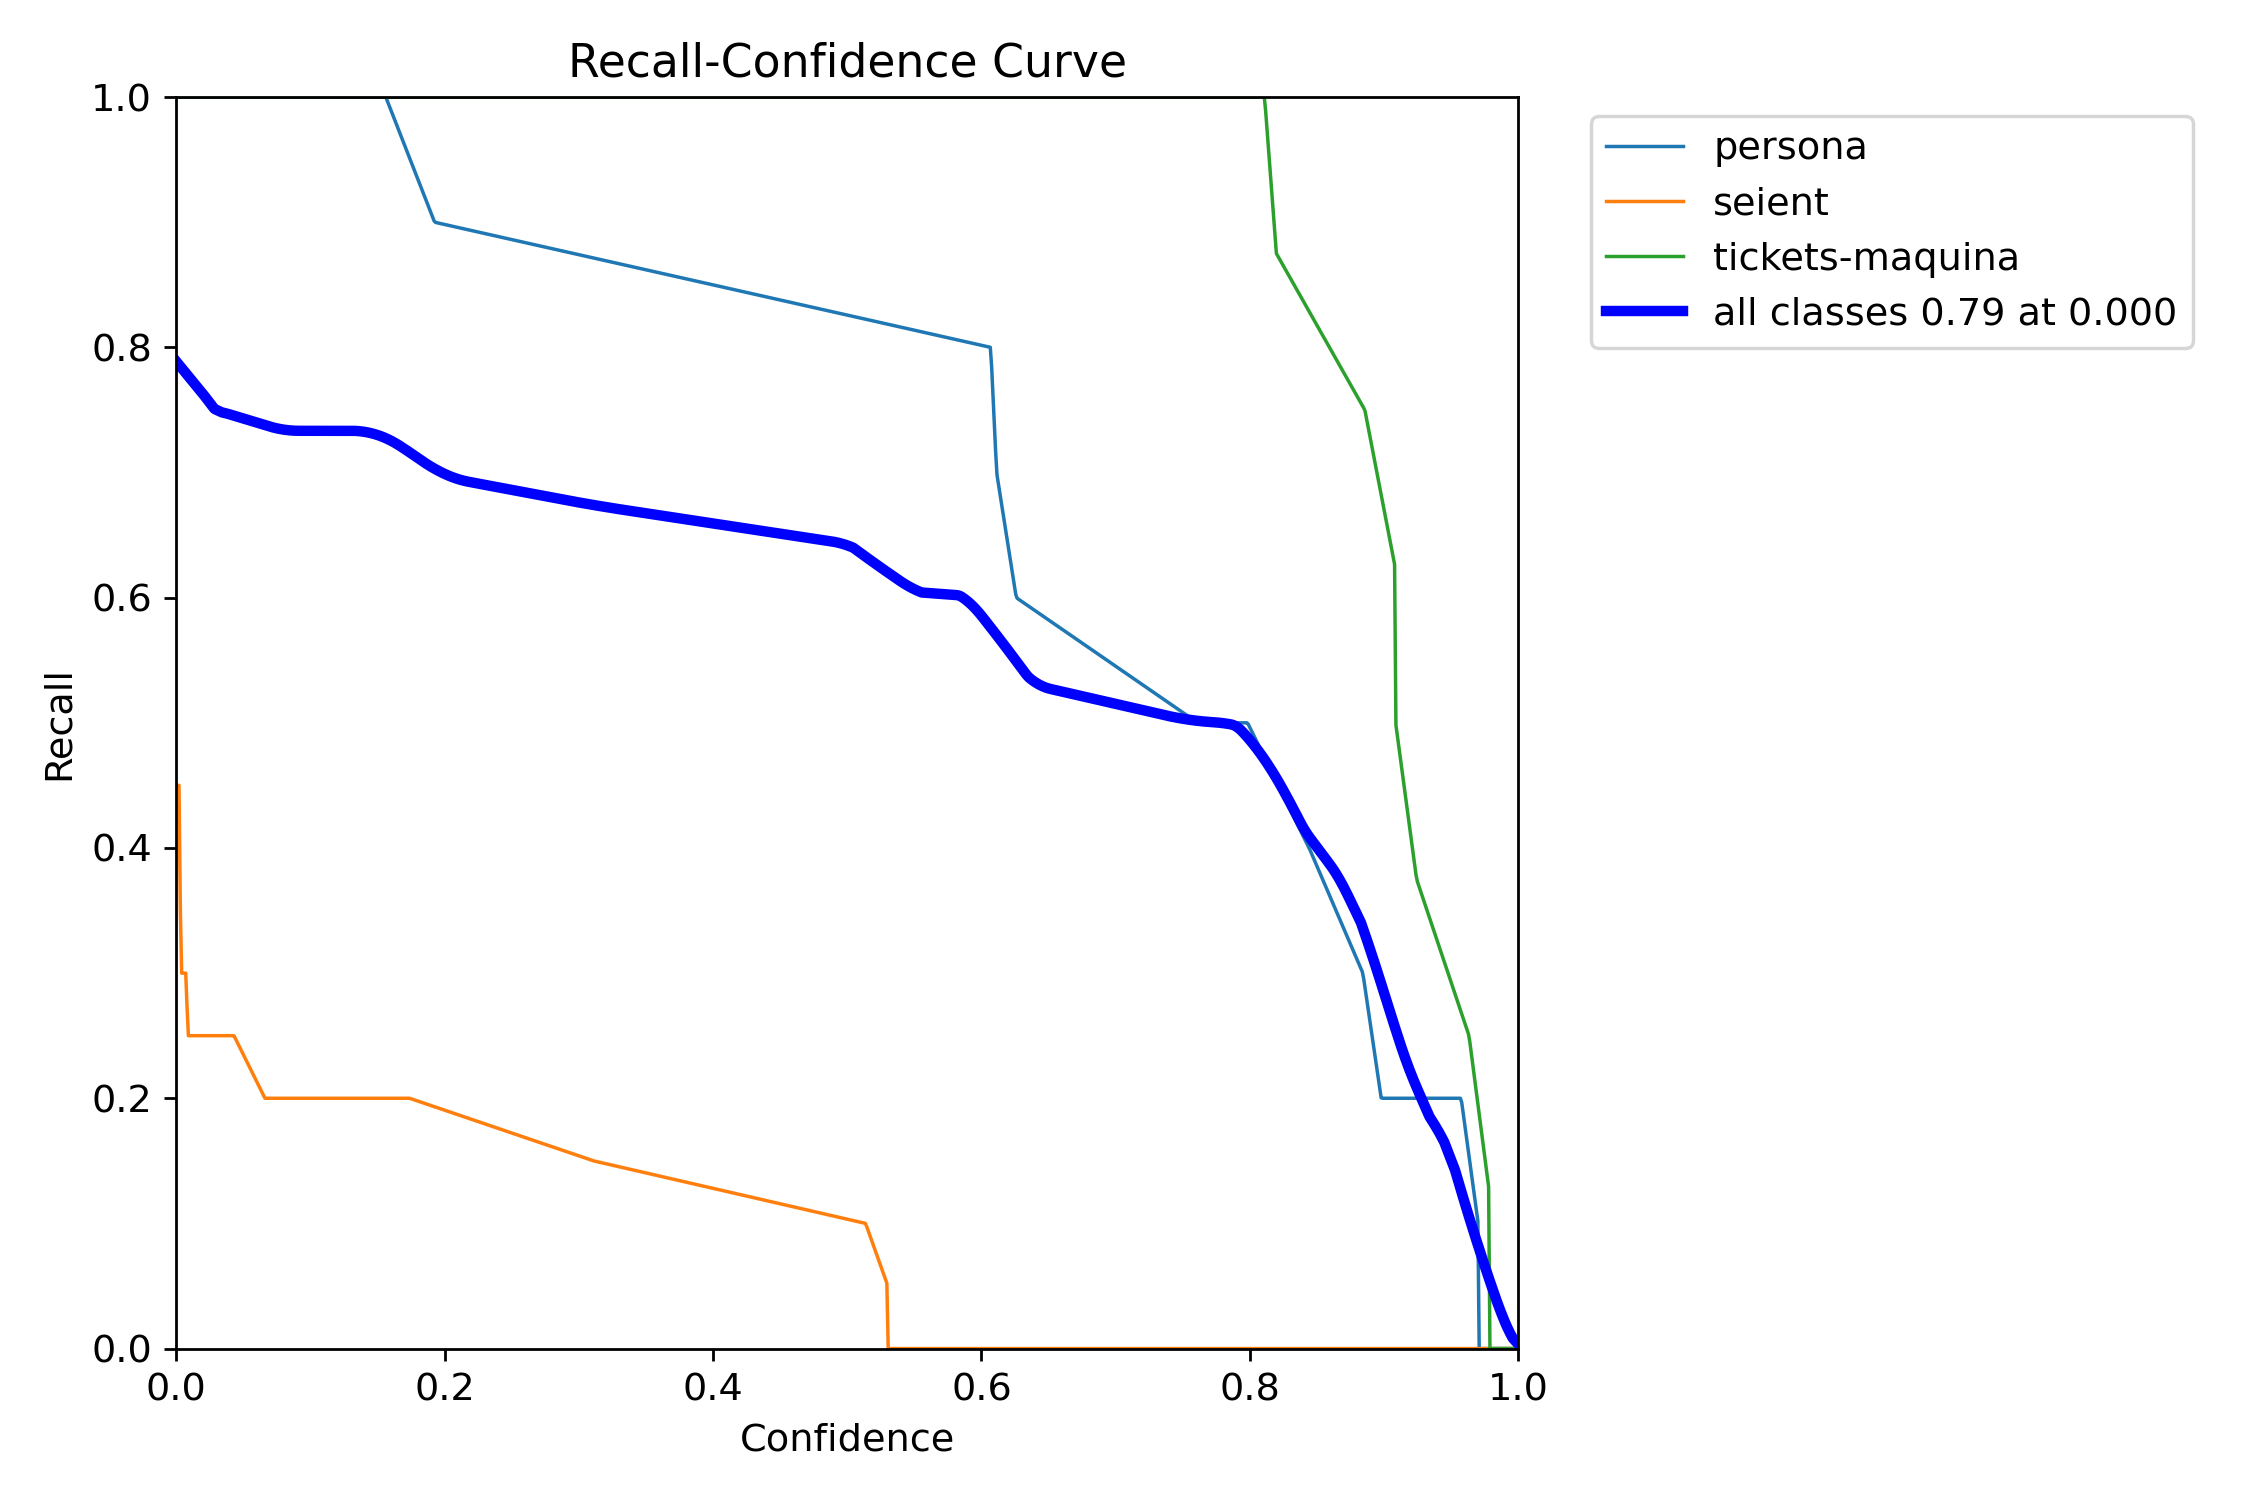 Recall-Confidence Curve
1.0
0.8
0.6
0.4
0.2
0.0
Recall
0.0 0.2 0.4 0.6 0.8 1.0
Confidence
persona
seient
tickets-maquina
all classes 0.79 at 0.000